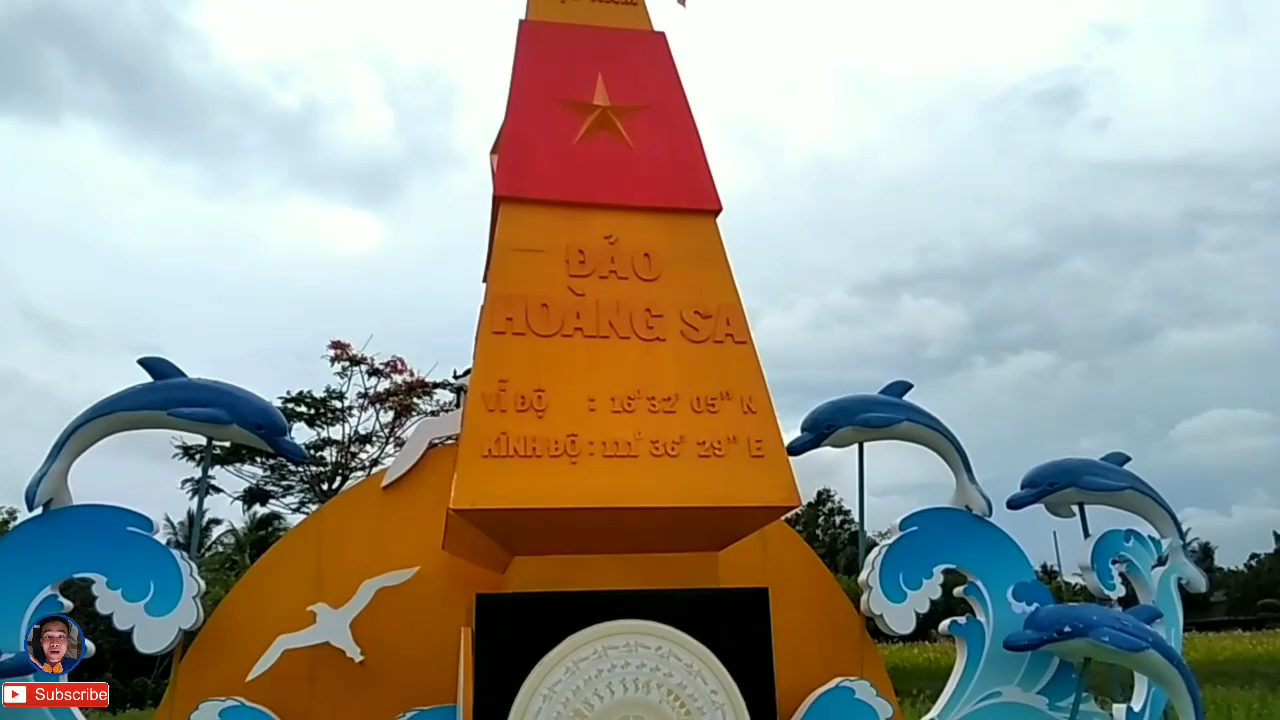 ĐẢO
HOÀNG SA
VĨ ĐỘ : 16° 32' 05" N
KINH ĐỘ : 111° 36' 29" E
Subscribe